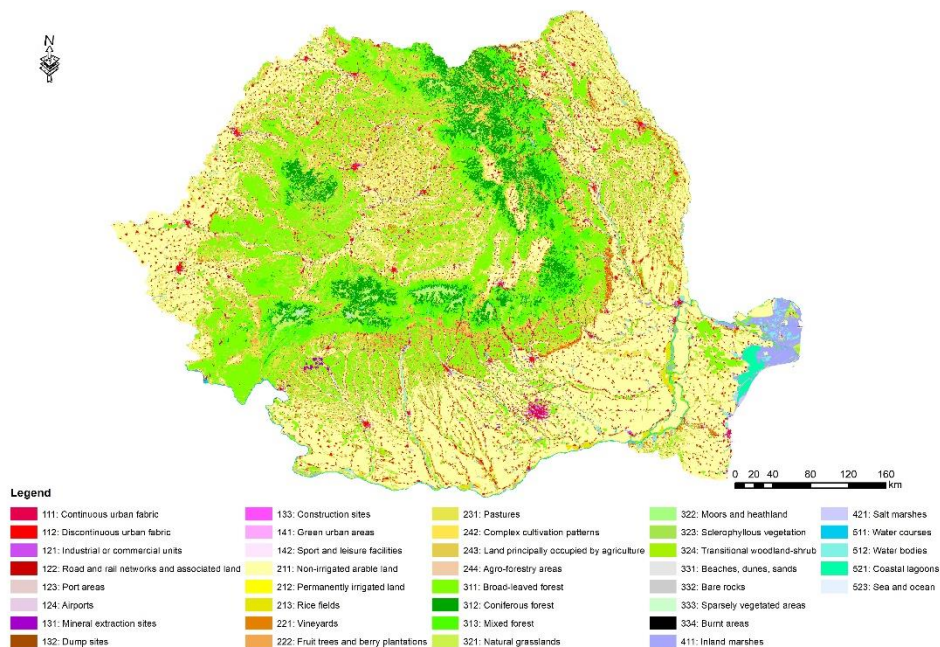 N
0 20 40 80 120 160
km
Legend
111: Continuous urban fabric
112: Discontinuous urban fabric
121: Industrial or commercial units
122: Road and rail networks and associated land
123: Port areas
124: Airports
131: Mineral extraction sites
132: Dump sites
133: Construction sites
141: Green urban areas
142: Sport and leisure facilities
211: Non-irrigated arable land
212: Permanently irrigated land
213: Rice fields
221: Vineyards
222: Fruit trees and berry plantations
231: Pastures
242: Complex cultivation patterns
243: Land principally occupied by agriculture
244: Agro-forestry areas
311: Broad-leaved forest
312: Coniferous forest
313: Mixed forest
321: Natural grasslands
322: Moors and heathland
323: Sclerophyllous vegetation
324: Transitional woodland-shrub
331: Beaches, dunes, sands
332: Bare rocks
333: Sparsely vegetated areas
334: Burnt areas
411: Inland marshes
421: Salt marshes
511: Water courses
512: Water bodies
521: Coastal lagoons
523: Sea and ocean